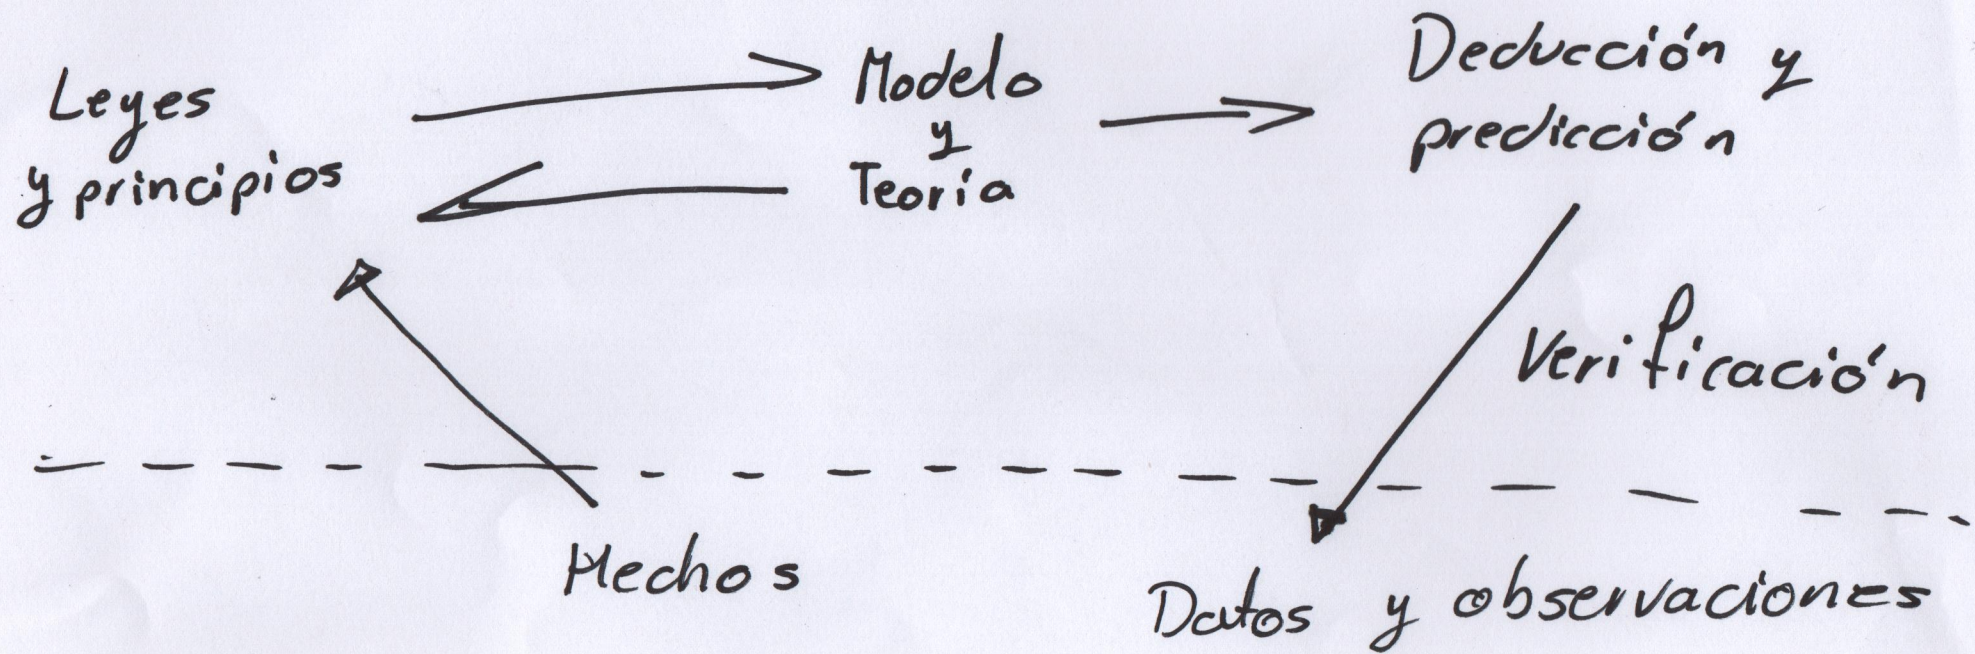 Leyes
y principios
Modelo
y
Teoría
Deducción y
predicción
Verificación
Hechos
Datos y observaciones